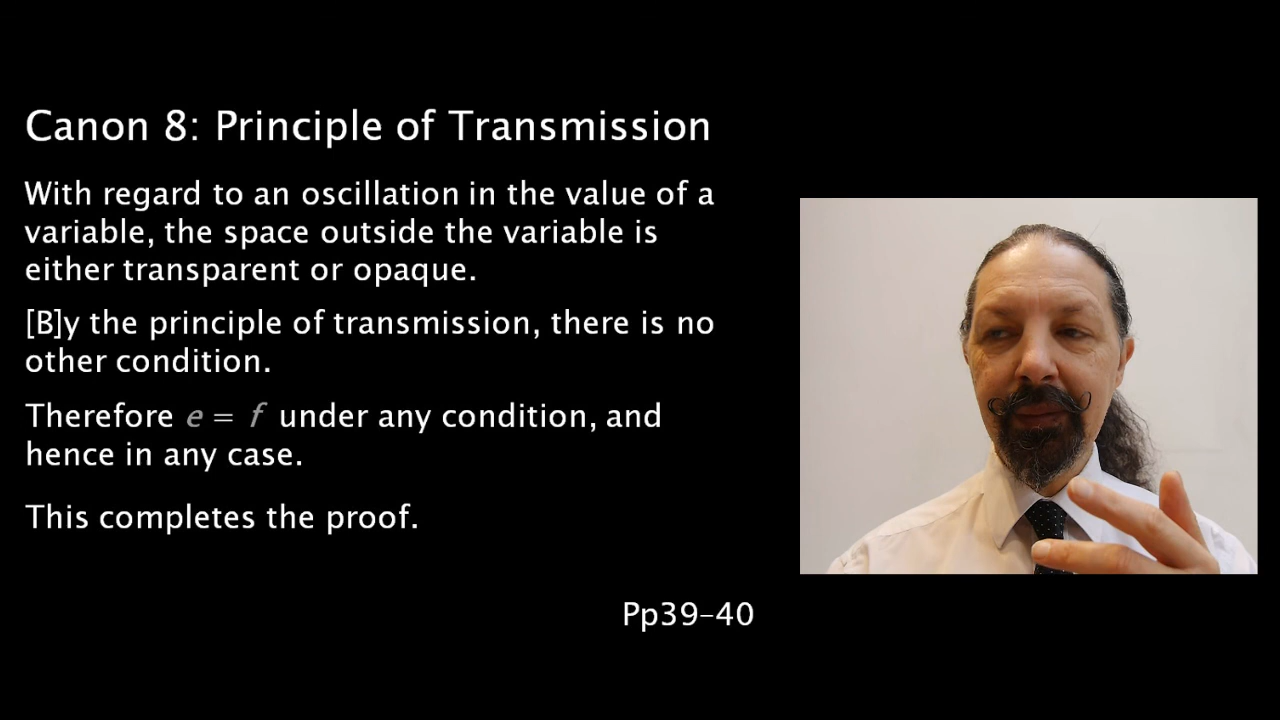 Canon 8: Principle of Transmission
With regard to an oscillation in the value of a
variable, the space outside the variable is
either transparent or opaque.
[B]y the principle of transmission, there is no
other condition.
Therefore e = f under any condition, and
hence in any case.
This completes the proof.
Pp39–40